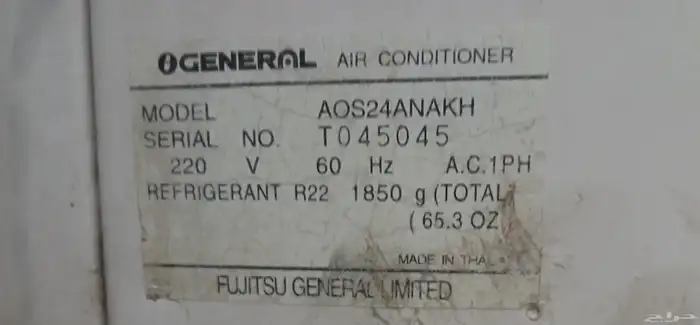 GENERAL AIR CONDITIONER
MODEL AOS24ANAKH
SERIAL NO. T045045
220 V 60 Hz A.C.1PH
REFRIGERANT R22 1850 g (TOTAL)
(65.3 OZ
MADE IN
FUJITSU GENERAL LIMITED
حراج